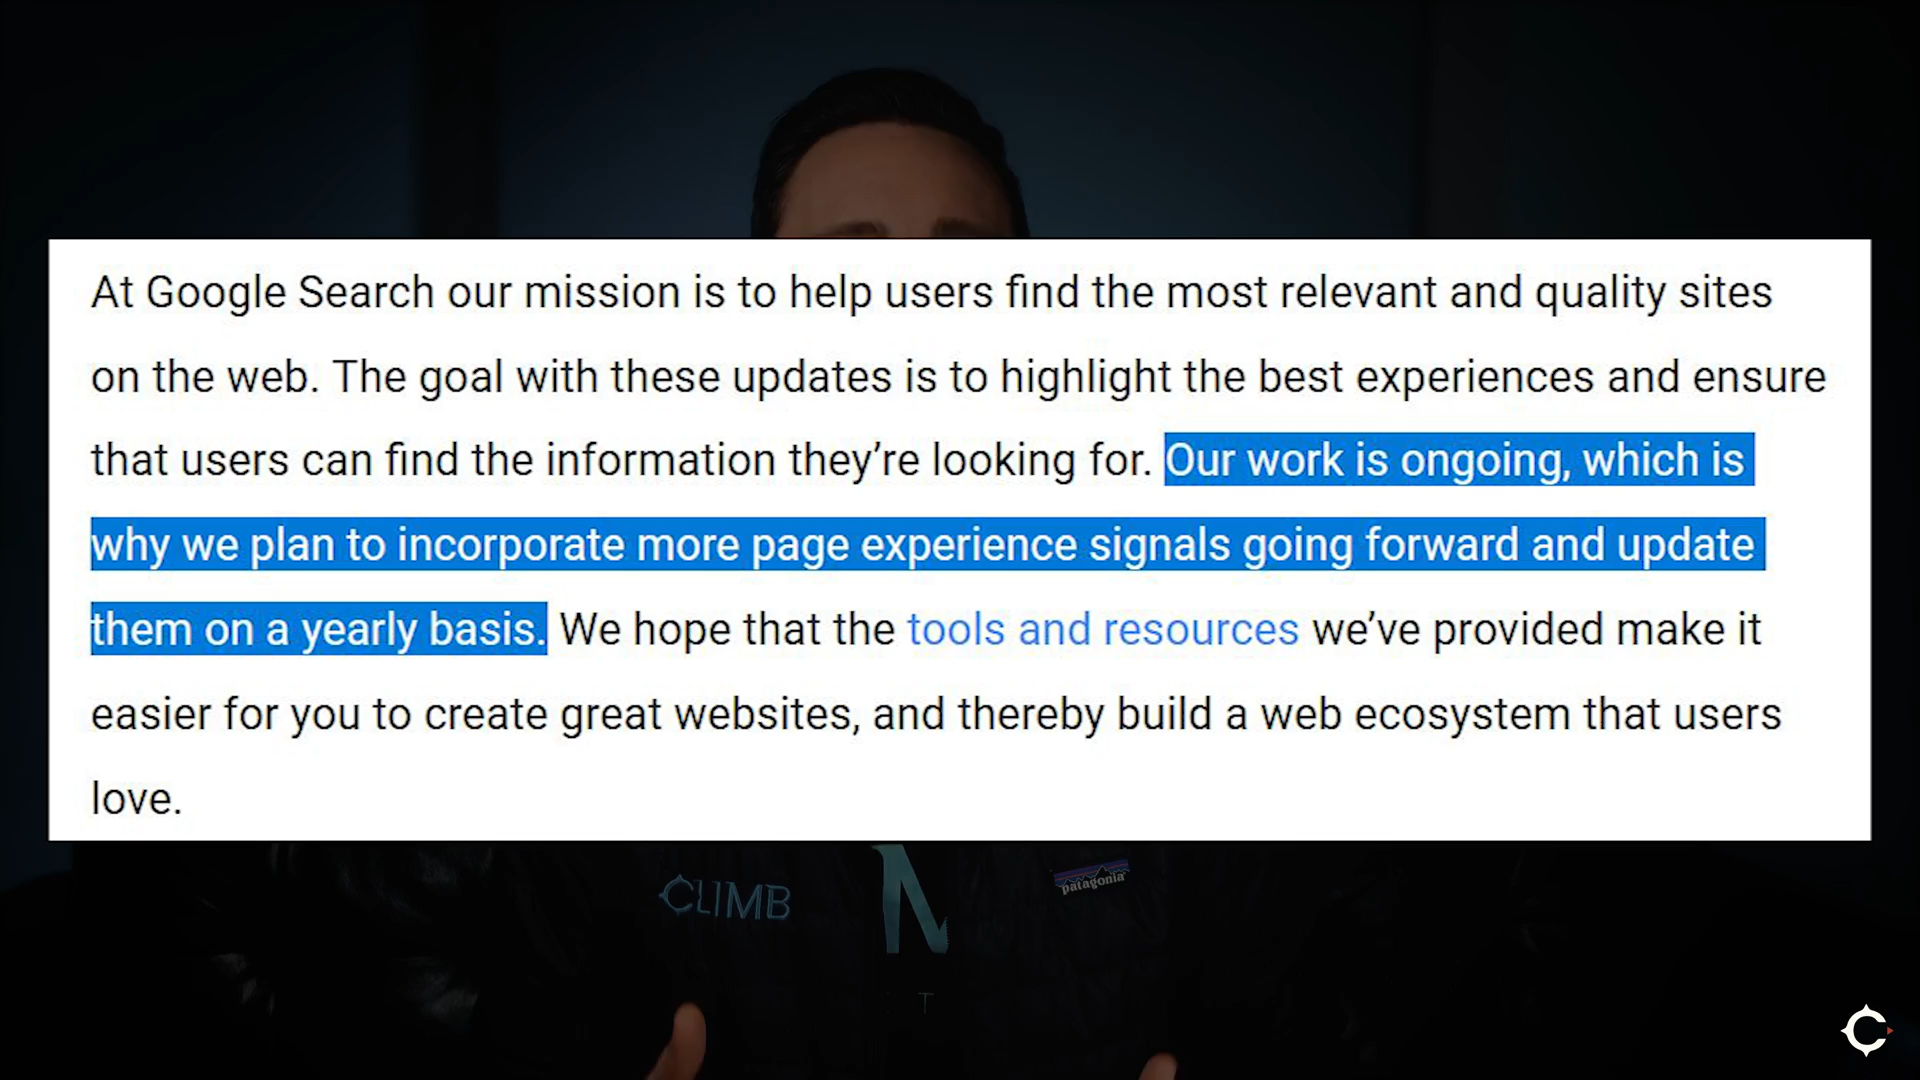 At Google Search our mission is to help users find the most relevant and quality sites
on the web. The goal with these updates is to highlight the best experiences and ensure
that users can find the information they’re looking for. Our work is ongoing, which is
why we plan to incorporate more page experience signals going forward and update
them on a yearly basis. We hope that the tools and resources we’ve provided make it
easier for you to create great websites, and thereby build a web ecosystem that users
love.
CLIMB
patagonia